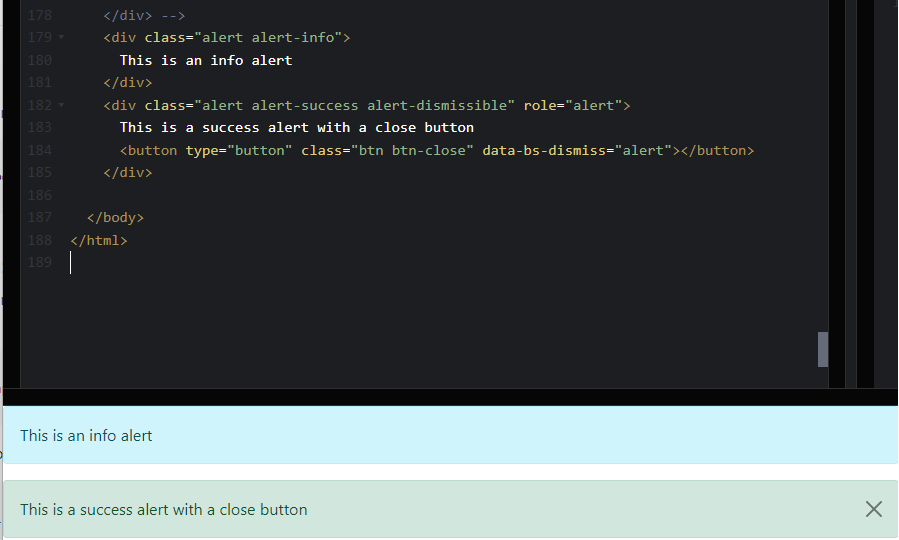 178 </div> -->
179 <div class="alert alert-info">
180 This is an info alert
181 </div>
182 <div class="alert alert-success alert-dismissible" role="alert">
183 This is a success alert with a close button
184 <button type="button" class="btn btn-close" data-bs-dismiss="alert"></button>
185 </div>
186
187 </body>
188 </html>
189
This is an info alert
This is a success alert with a close button